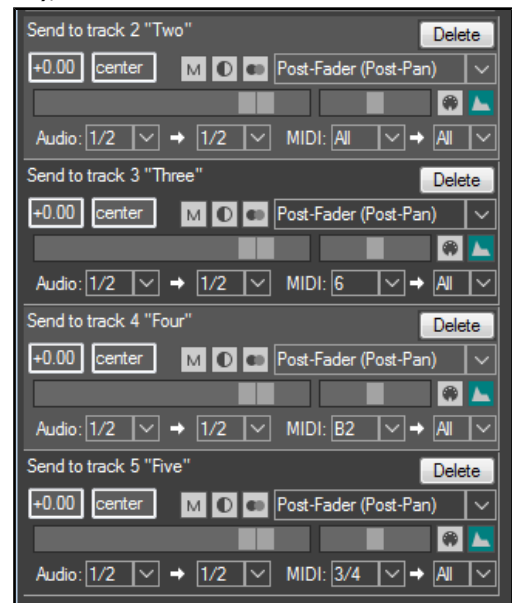 Send to track 2 "Two"
Delete
+0.00 center M Post-Fader (Post-Pan)
Audio: 1/2 → 1/2 MIDI: All → All
Send to track 3 "Three"
Delete
+0.00 center M Post-Fader (Post-Pan)
Audio: 1/2 → 1/2 MIDI: 6 → All
Send to track 4 "Four"
Delete
+0.00 center M Post-Fader (Post-Pan)
Audio: 1/2 → 1/2 MIDI: B2 → All
Send to track 5 "Five"
Delete
+0.00 center M Post-Fader (Post-Pan)
Audio: 1/2 → 1/2 MIDI: 3/4 → All